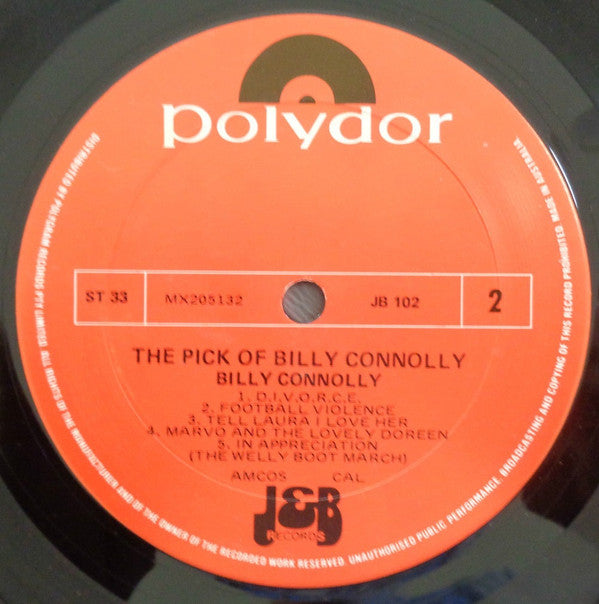 polydor
ST 33 MX205132 JB 102 2
THE PICK OF BILLY CONNOLLY
BILLY CONNOLLY
1. D.I.V.O.R.C.E.
2. FOOTBALL VIOLENCE
3. TELL LAURA I LOVE HER
4. MARVO AND THE LOVELY DOREEN
5. IN APPRECIATION
(THE WELLY BOOT MARCH)
AMCOS CAL
J&B
RECORDS
DISTRIBUTED BY POLYGRAM RECORDS PTY LIMITED. ALL RIGHTS OF THE MANUFACTURER AND OF THE OWNER OF THE RECORDED WORK RESERVED. UNAUTHORISED PUBLIC PERFORMANCE, BROADCASTING AND COPYING OF THIS RECORD PROHIBITED. MADE IN AUSTRALIA.